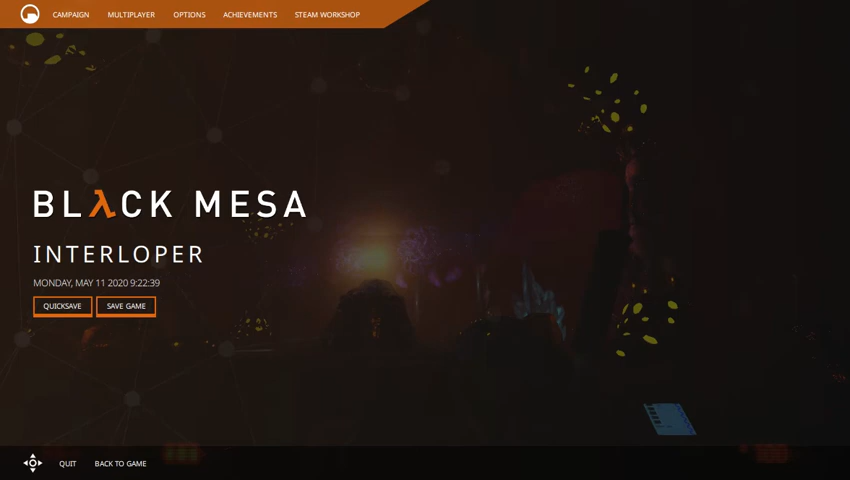 CAMPAIGN MULTIPLAYER OPTIONS ACHIEVEMENTS STEAM WORKSHOP
BLλCK MESA
INTERLOPER
MONDAY, MAY 11 2020 9:22:39
QUICKSAVE SAVE GAME
QUIT BACK TO GAME